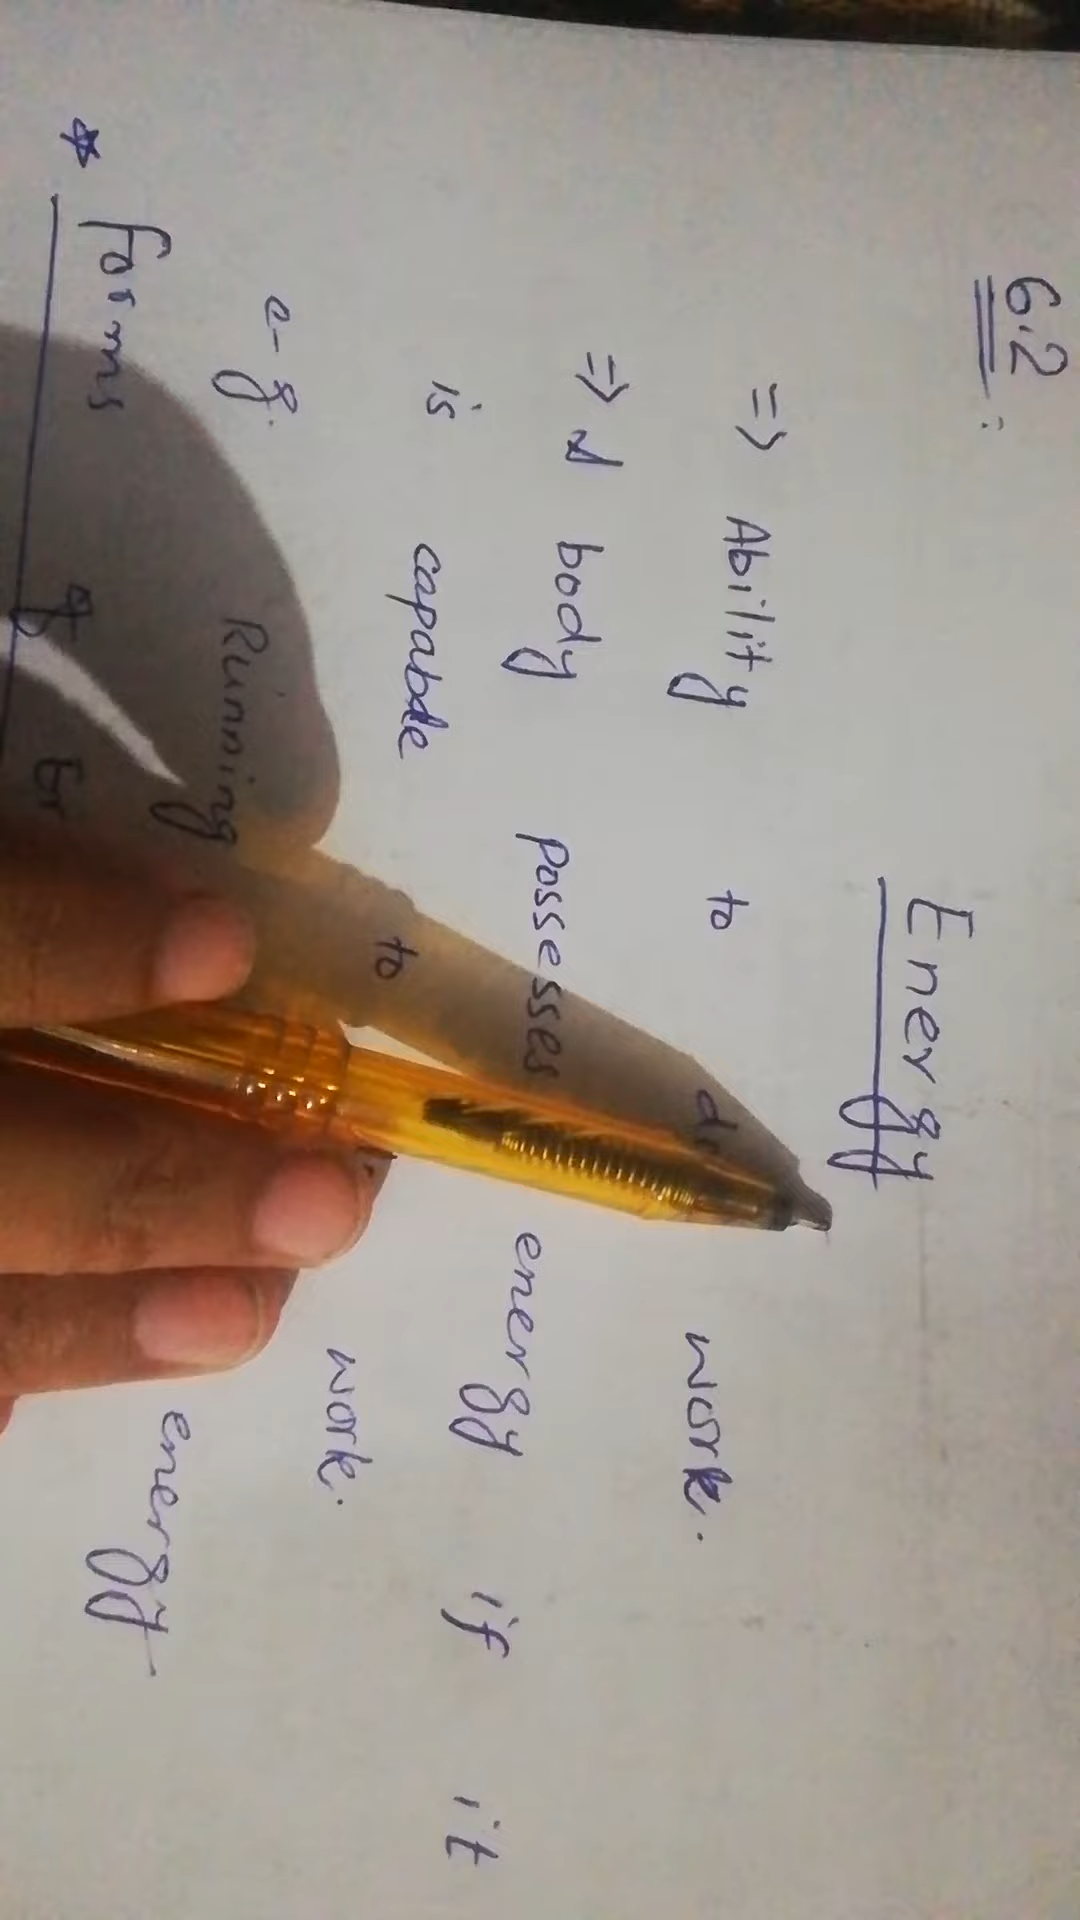 6.2 : Energy
=> Ability to do work.
=> A body possesses energy if it
is capable to work.
e-g. Running energy
* Forms of